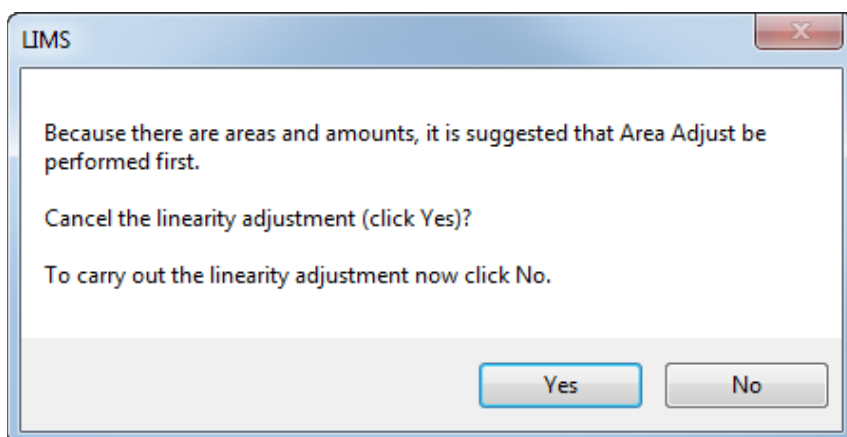 LIMS
Because there are areas and amounts, it is suggested that Area Adjust be
performed first.
Cancel the linearity adjustment (click Yes)?
To carry out the linearity adjustment now click No.
Yes
No